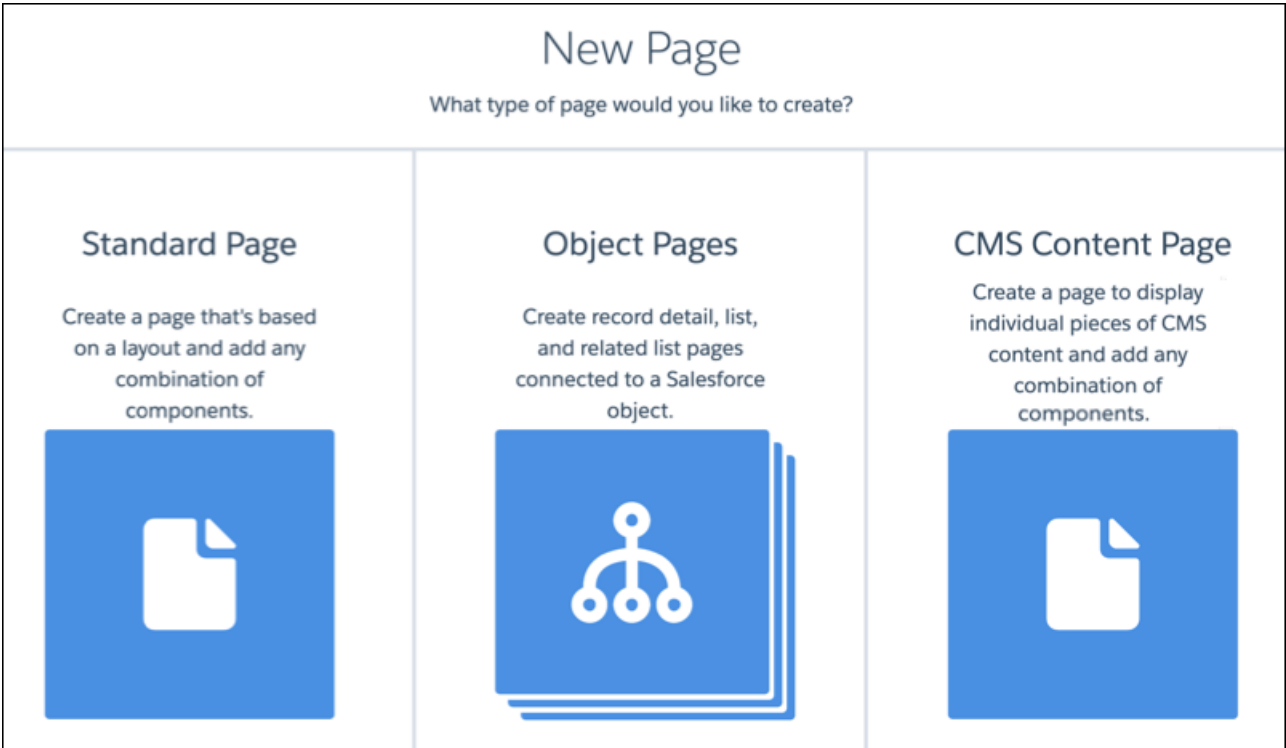 New Page
What type of page would you like to create?
Standard Page
Create a page that's based
on a layout and add any
combination of
components.
Object Pages
Create record detail, list,
and related list pages
connected to a Salesforce
object.
CMS Content Page
Create a page to display
individual pieces of CMS
content and add any
combination of
components.